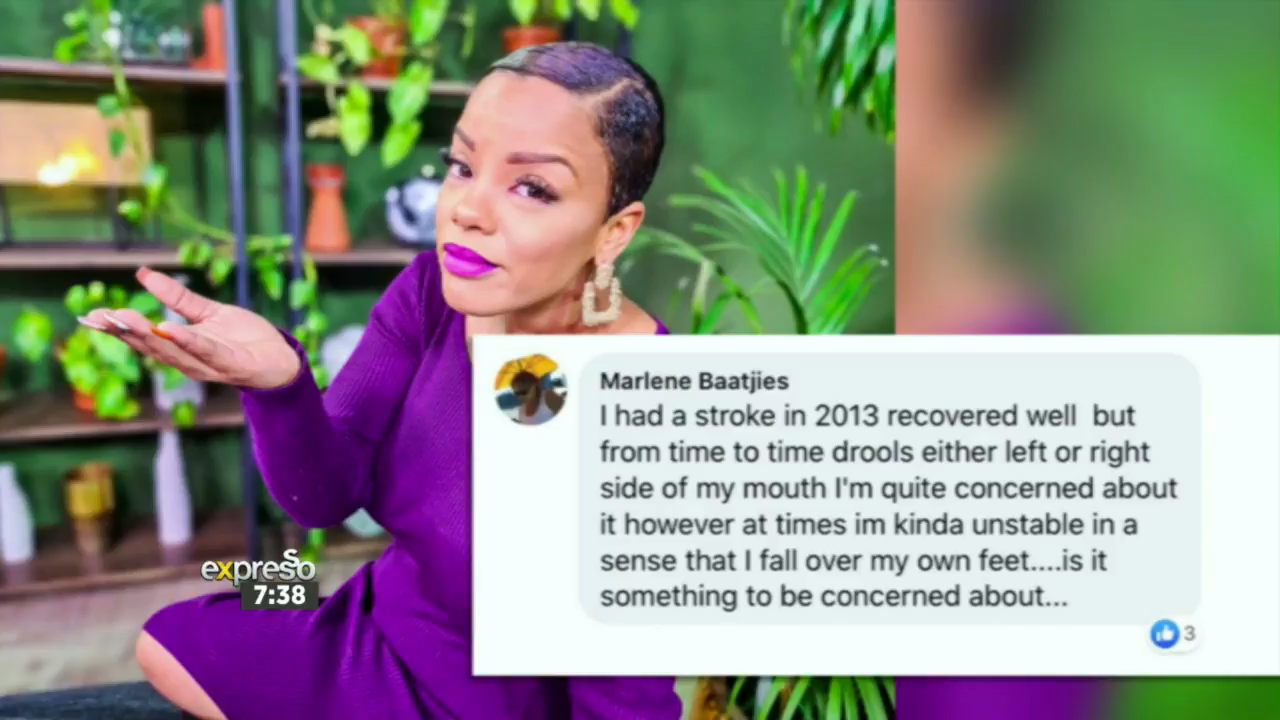 Marlene Baatjies
I had a stroke in 2013 recovered well but
from time to time drools either left or right
side of my mouth I'm quite concerned about
it however at times im kinda unstable in a
sense that I fall over my own feet....is it
something to be concerned about...
3
expresso
7:38